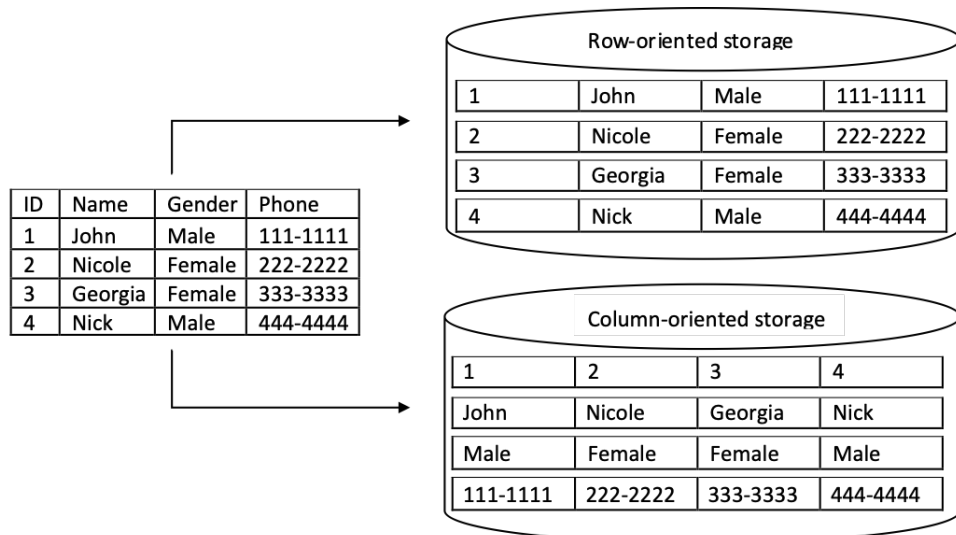 Row-oriented storage
1 John Male 111-1111
2 Nicole Female 222-2222
3 Georgia Female 333-3333
4 Nick Male 444-4444
ID Name Gender Phone
1 John Male 111-1111
2 Nicole Female 222-2222
3 Georgia Female 333-3333
4 Nick Male 444-4444
Column-oriented storage
1 2 3 4
John Nicole Georgia Nick
Male Female Female Male
111-1111 222-2222 333-3333 444-4444